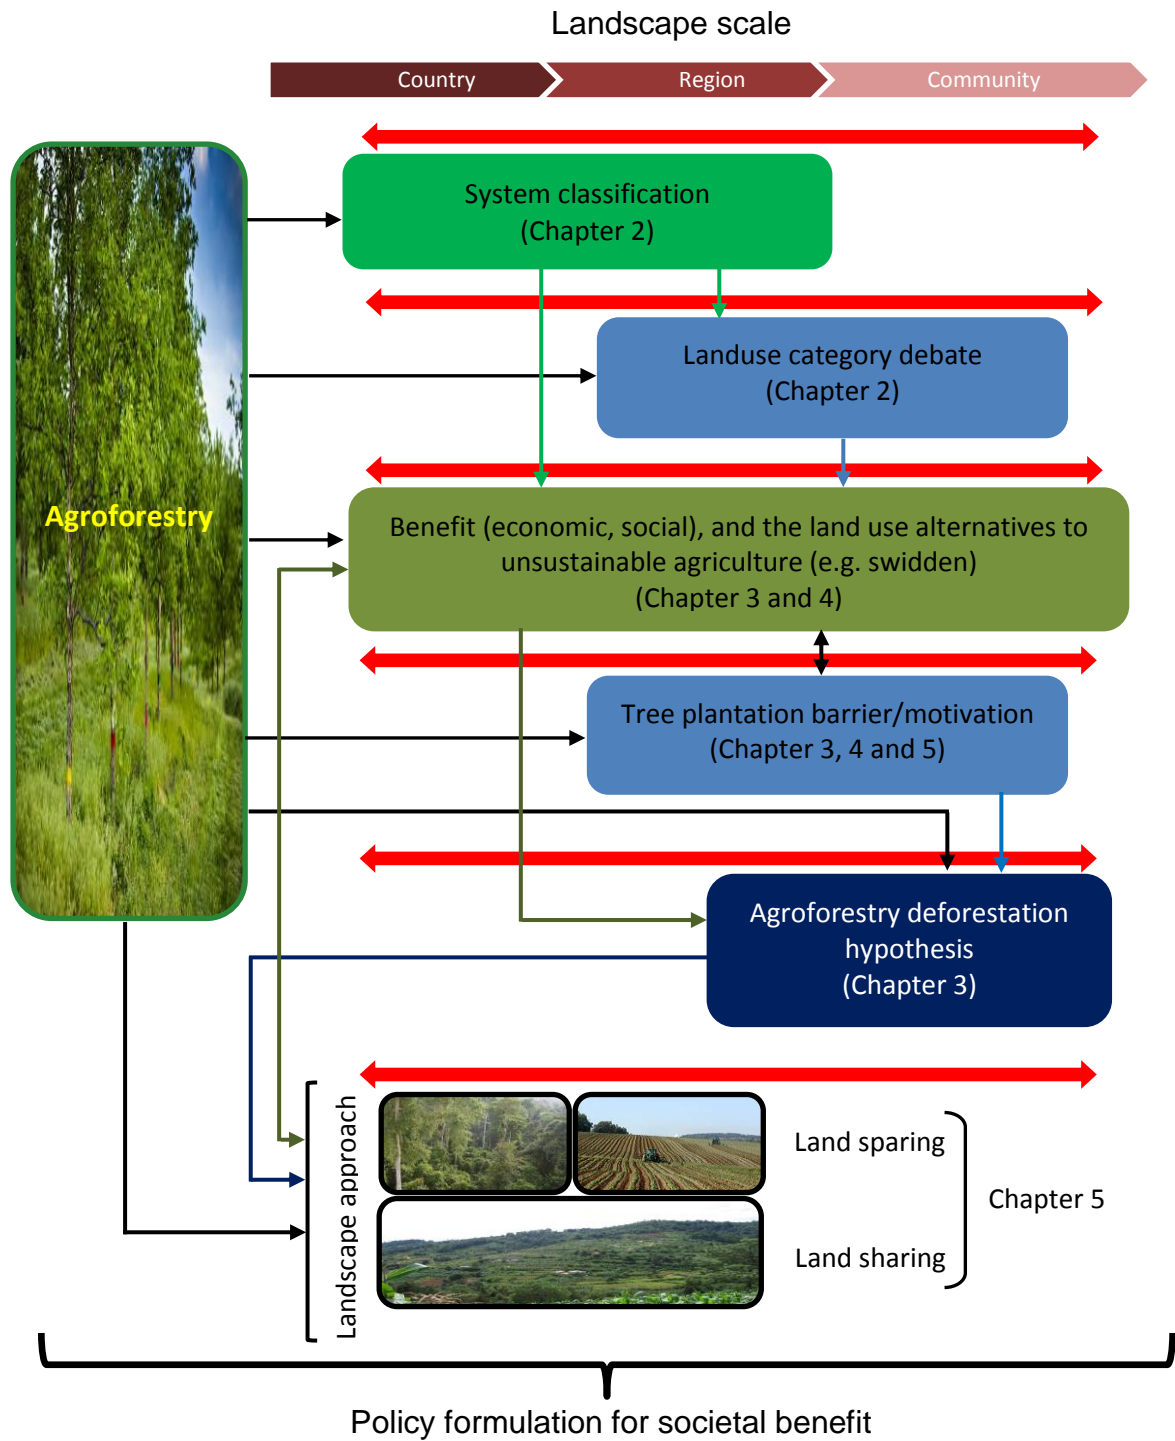 Landscape scale
Country
Region
Community
System classification
(Chapter 2)
Landuse category debate
(Chapter 2)
Agroforestry
Benefit (economic, social), and the land use alternatives to
unsustainable agriculture (e.g. swidden)
(Chapter 3 and 4)
Tree plantation barrier/motivation
(Chapter 3, 4 and 5)
Agroforestry deforestation
hypothesis
(Chapter 3)
Landscape approach
Land sparing
Chapter 5
Land sharing
Policy formulation for societal benefit